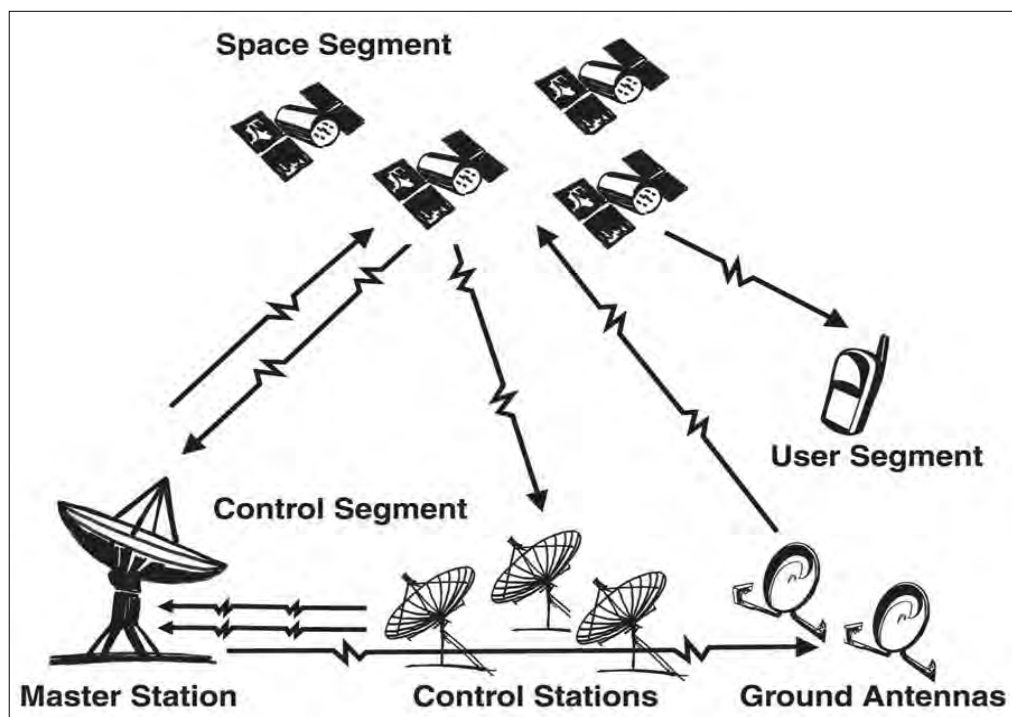 Space Segment
User Segment
Control Segment
Master Station
Control Stations
Ground Antennas